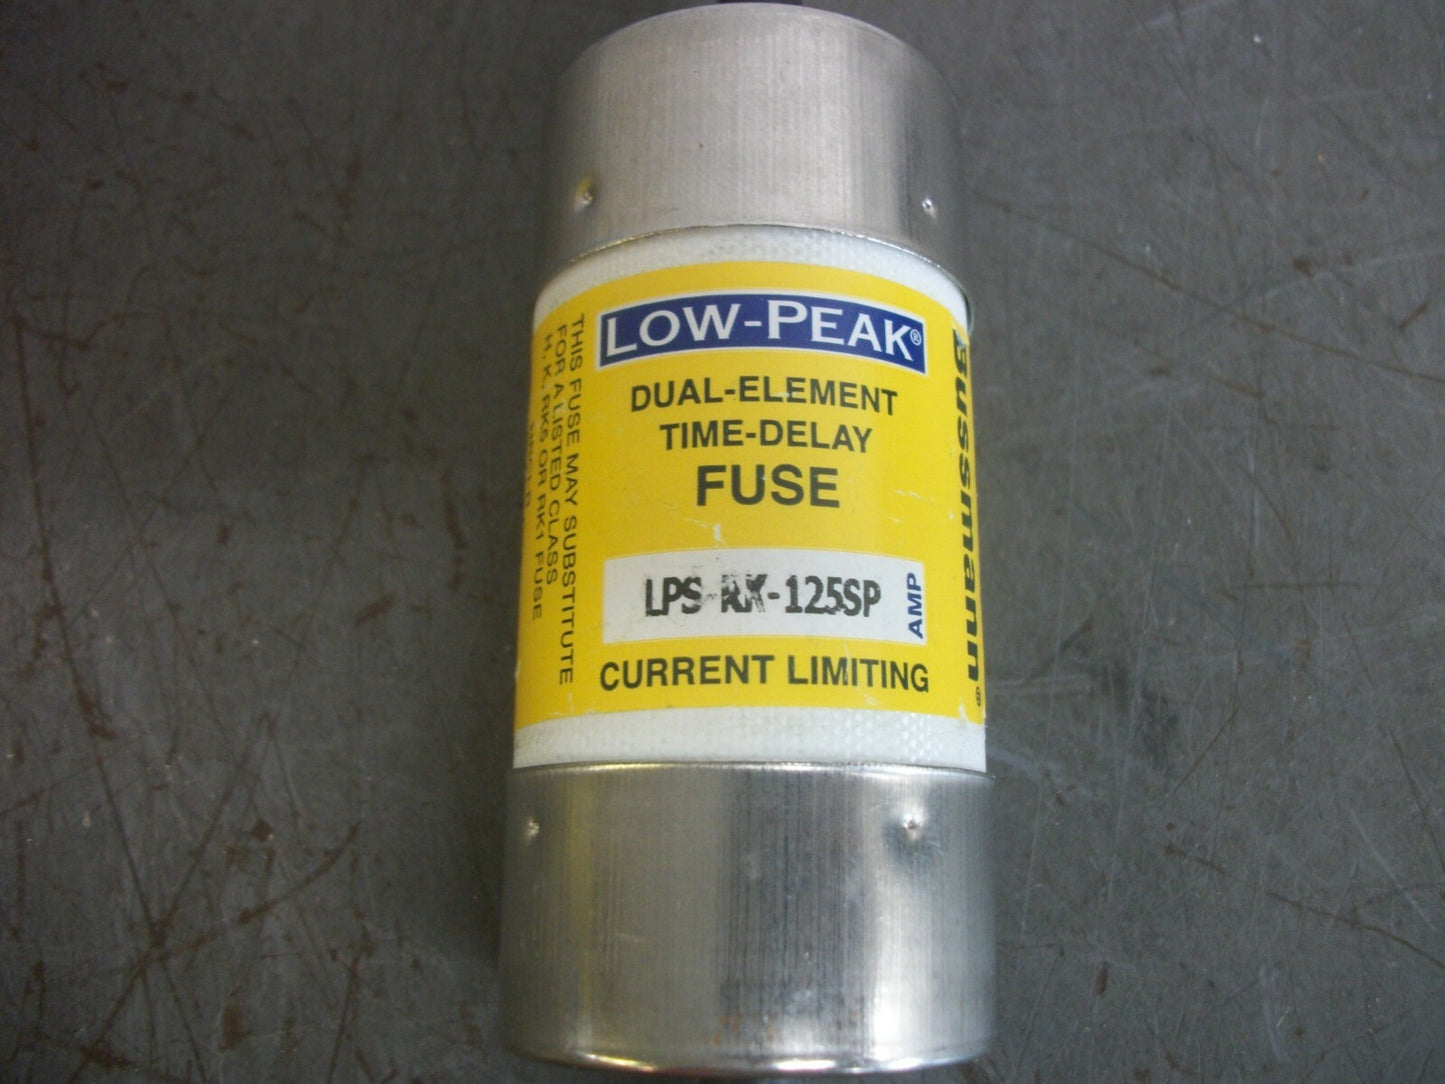 LOW-PEAK®
DUAL-ELEMENT
TIME-DELAY
FUSE
LPS-RK-125SP
AMP
CURRENT LIMITING
Bussmann®
THIS FUSE MAY SUBSTITUTE
FOR A LISTED CLASS
H, K, RK5 OR RK1 FUSE